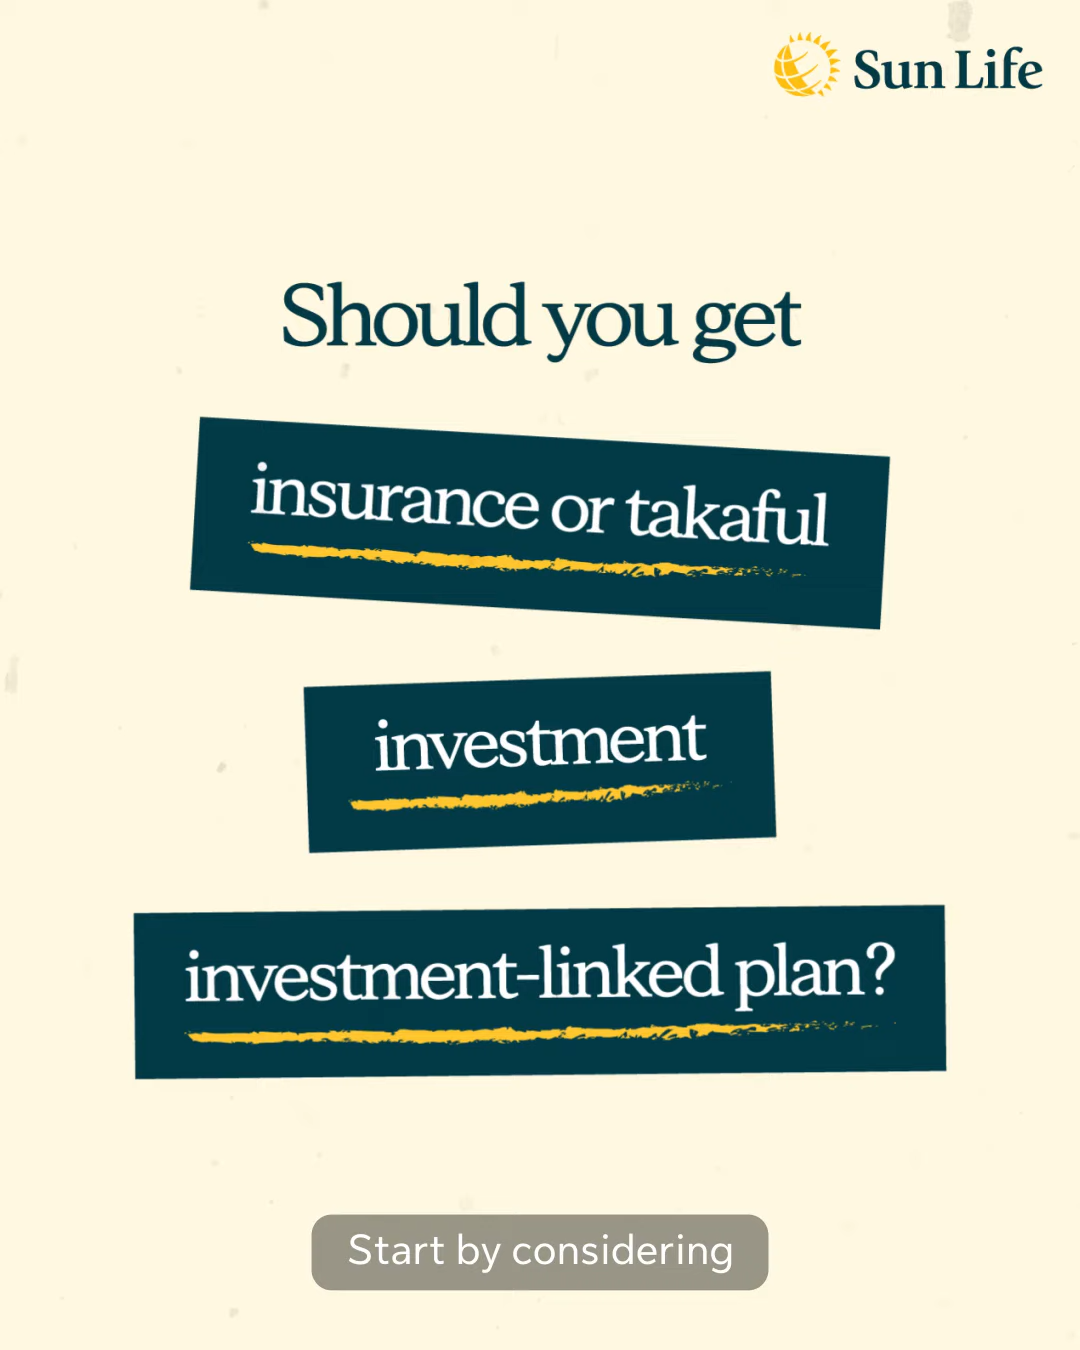 Sun Life
Should you get
insurance or takaful
investment
investment-linked plan?
Start by considering